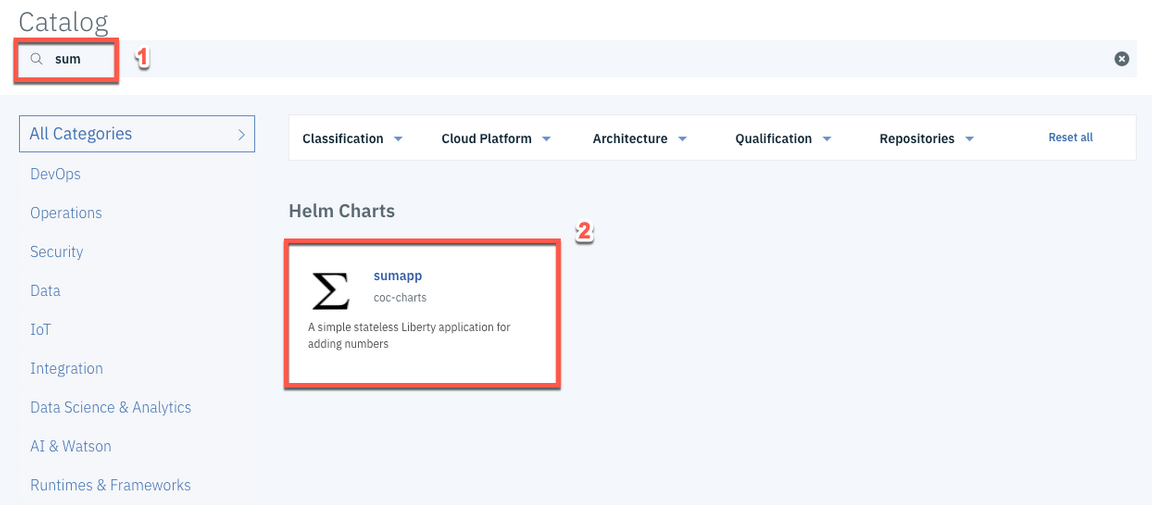 Catalog
sum
1
All Categories
Classification
Cloud Platform
Architecture
Qualification
Repositories
Reset all
DevOps
Operations
Security
Data
IoT
Integration
Data Science & Analytics
AI & Watson
Runtimes & Frameworks
Helm Charts
2
Σ
sumapp
coc-charts
A simple stateless Liberty application for
adding numbers